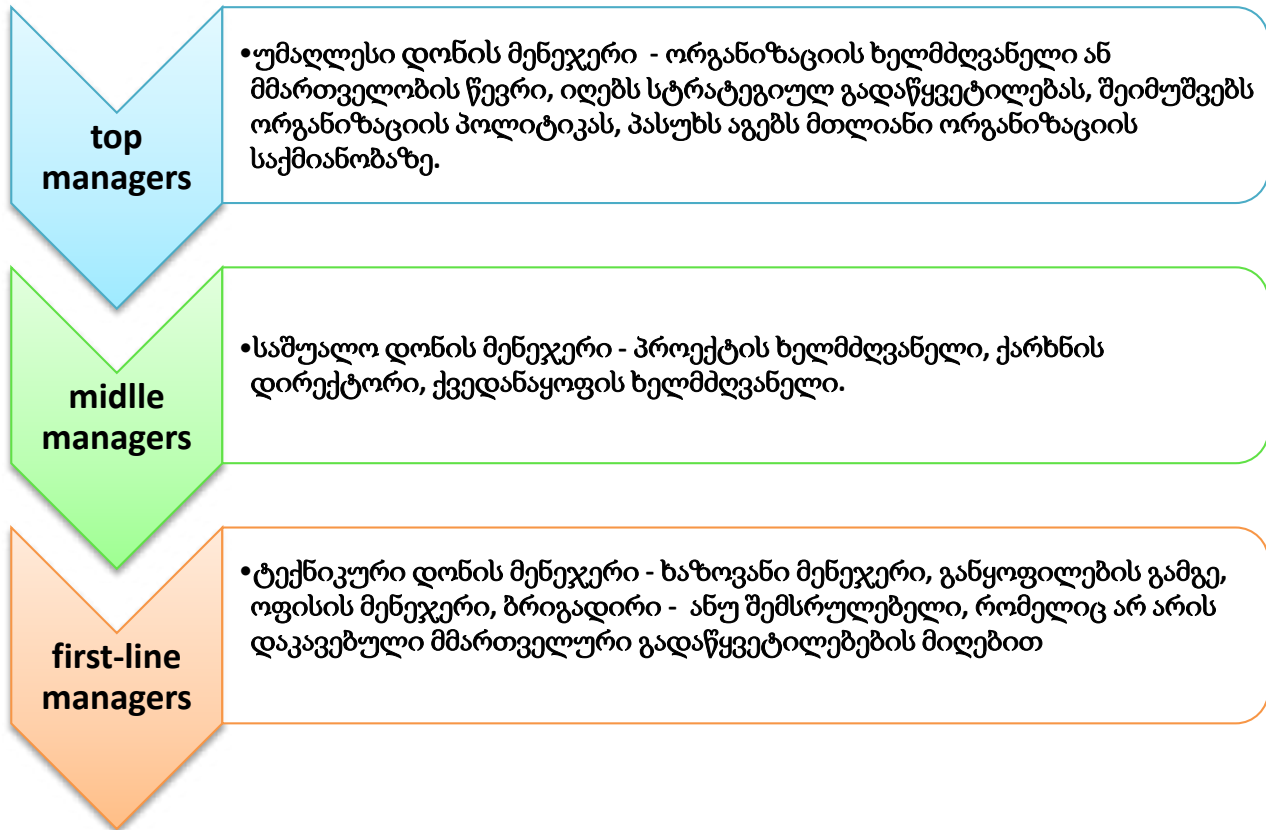 top
managers
•უმაღლესი დონის მენეჯერი - ორგანიზაციის ხელმძღვანელი ან
მმართველობის წევრი, იღებს სტრატეგიულ გადაწყვეტილებას, შეიმუშვებს
ორგანიზაციის პოლიტიკას, პასუხს აგებს მთლიანი ორგანიზაციის
საქმიანობაზე.
midlle
managers
•საშუალო დონის მენეჯერი - პროექტის ხელმძღვანელი, ქარხნის
დირექტორი, ქვედანაყოფის ხელმძღვანელი.
first-line
managers
•ტექნიკური დონის მენეჯერი - ხაზოვანი მენეჯერი, განყოფილების გამგე,
ოფისის მენეჯერი, ბრიგადირი - ანუ შემსრულებელი, რომელიც არ არის
დაკავებული მმართველური გადაწყვეტილებების მიღებით